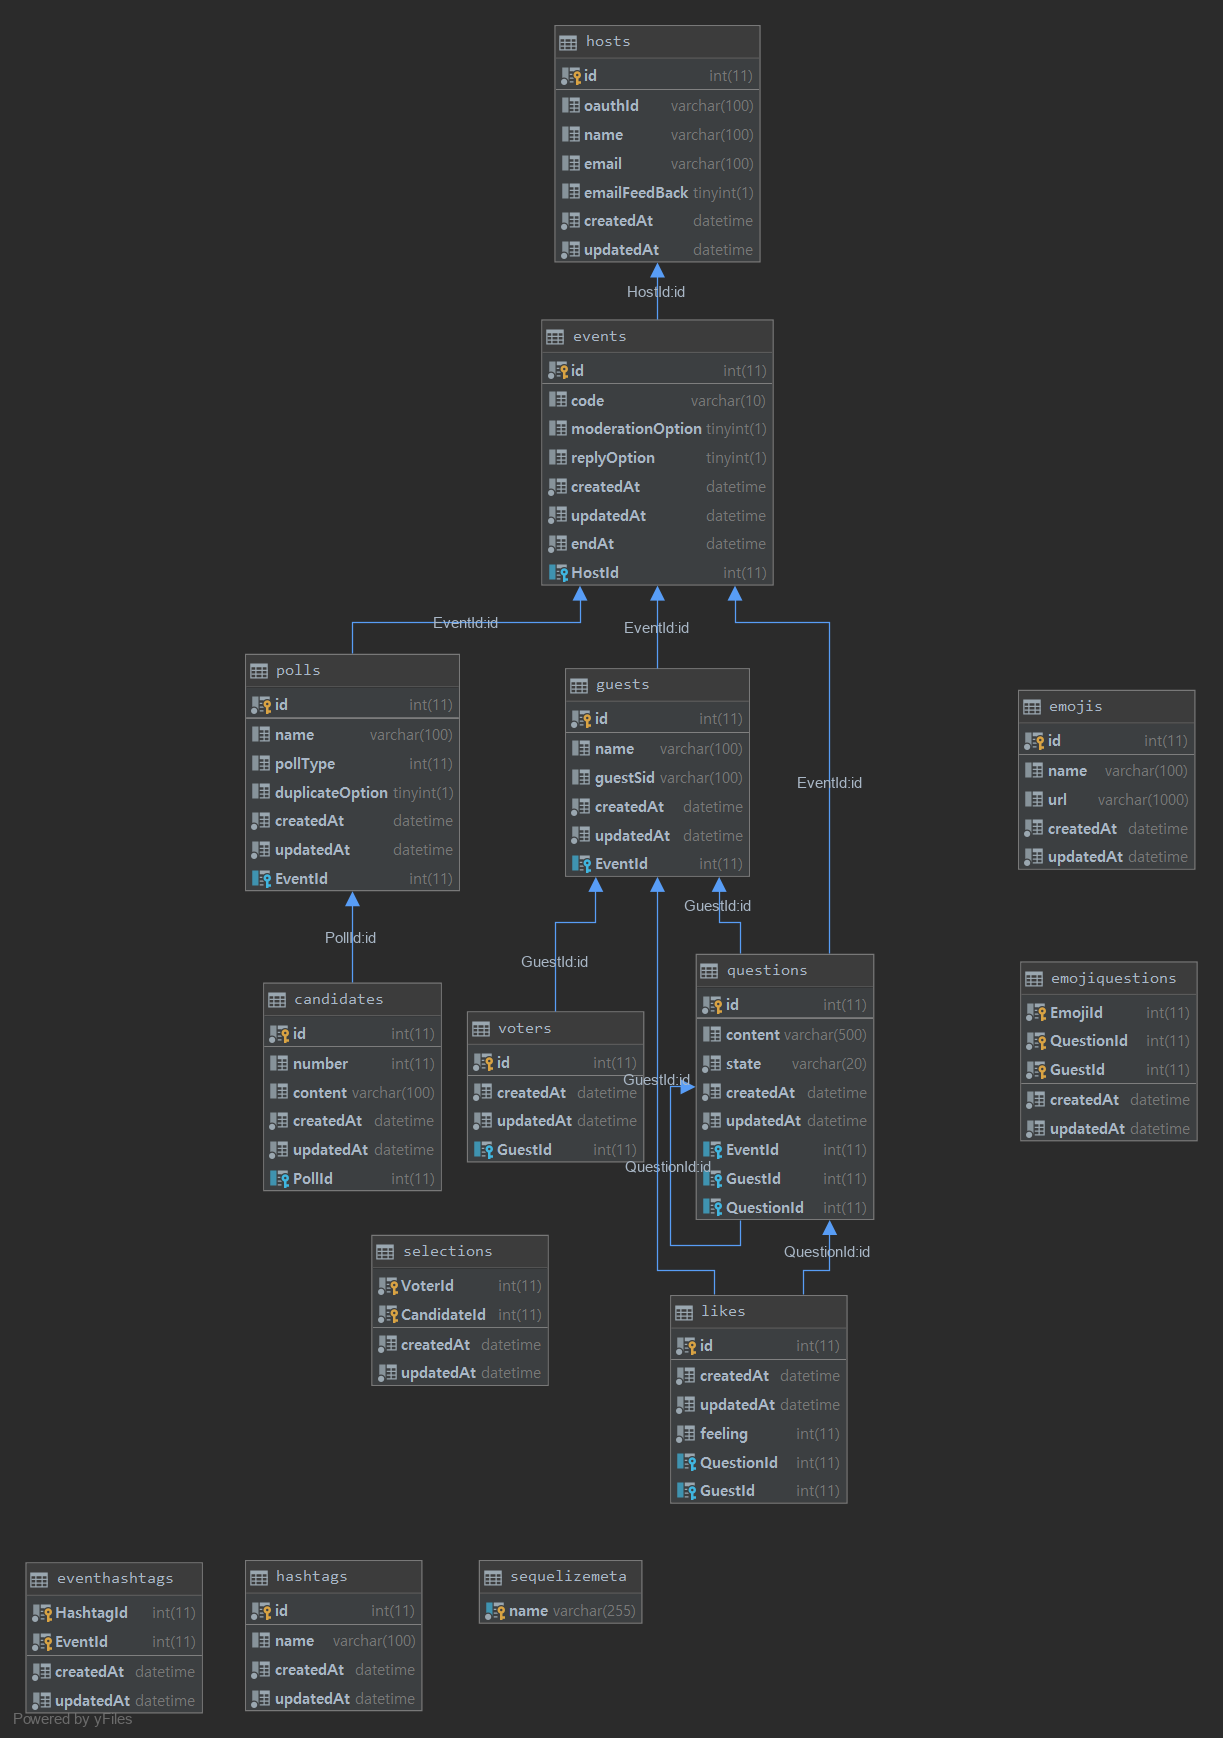 hosts
id int(11)
oauthId varchar(100)
name varchar(100)
email varchar(100)
emailFeedBack tinyint(1)
createdAt datetime
updatedAt datetime
HostId:id
events
id int(11)
code varchar(10)
moderationOption tinyint(1)
replyOption tinyint(1)
createdAt datetime
updatedAt datetime
endAt datetime
HostId int(11)
EventId:id
EventId:id
EventId:id
polls
id int(11)
name varchar(100)
pollType int(11)
duplicateOption tinyint(1)
createdAt datetime
updatedAt datetime
EventId int(11)
guests
id int(11)
name varchar(100)
guestSid varchar(100)
createdAt datetime
updatedAt datetime
EventId int(11)
emojis
id int(11)
name varchar(100)
url varchar(1000)
createdAt datetime
updatedAt datetime
PollId:id
GuestId:id
GuestId:id
candidates
id int(11)
number int(11)
content varchar(100)
createdAt datetime
updatedAt datetime
PollId int(11)
voters
id int(11)
createdAt datetime
updatedAt datetime
GuestId int(11)
GuestId:id
QuestionId:id
questions
id int(11)
content varchar(500)
state varchar(20)
createdAt datetime
updatedAt datetime
EventId int(11)
GuestId int(11)
QuestionId int(11)
emojiquestions
EmojiId int(11)
QuestionId int(11)
GuestId int(11)
createdAt datetime
updatedAt datetime
QuestionId:id
selections
VoterId int(11)
CandidateId int(11)
createdAt datetime
updatedAt datetime
likes
id int(11)
createdAt datetime
updatedAt datetime
feeling int(11)
QuestionId int(11)
GuestId int(11)
eventhashtags
HashtagId int(11)
EventId int(11)
createdAt datetime
updatedAt datetime
hashtags
id int(11)
name varchar(100)
createdAt datetime
updatedAt datetime
sequelizemeta
name varchar(255)
Powered by yFiles